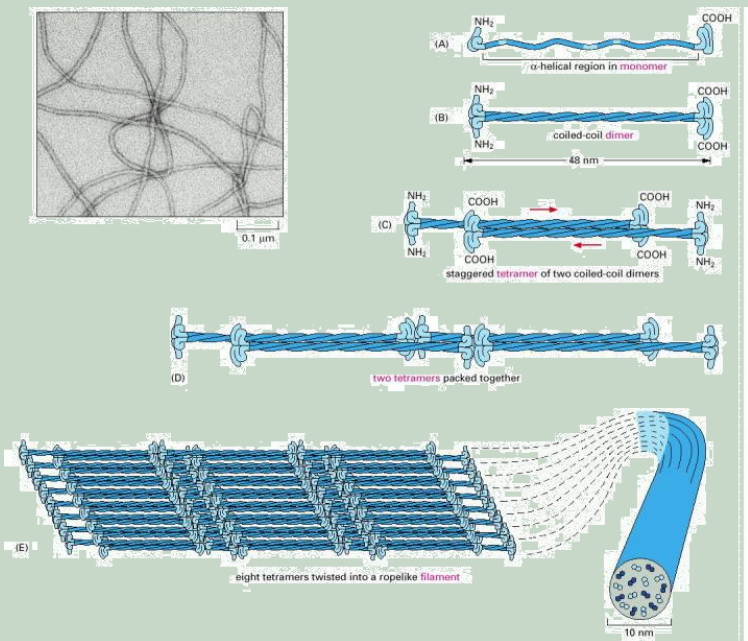 0.1 µm
(A)
NH₂
COOH
α-helical region in monomer
(B)
NH₂
COOH
NH₂
COOH
coiled-coil dimer
48 nm
(C)
NH₂
COOH
COOH
NH₂
NH₂
COOH
COOH
NH₂
staggered tetramer of two coiled-coil dimers
(D)
two tetramers packed together
(E)
eight tetramers twisted into a ropelike filament
10 nm